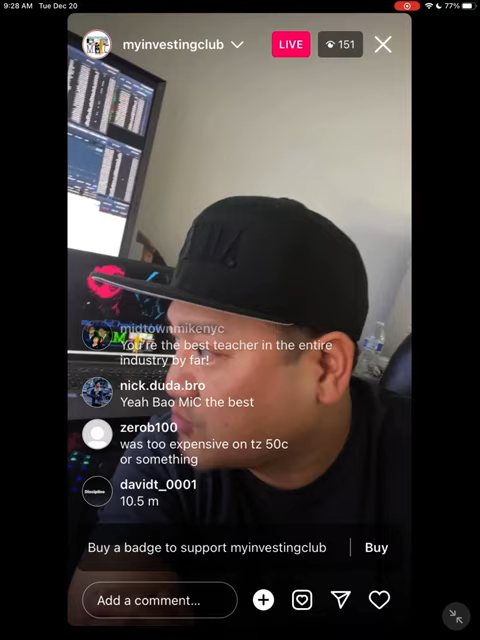 9:28 AM Tue Dec 20
77%
myinvestingclub
LIVE
151
midtownmikenyc
You're the best teacher in the entire
industry by far!
nick.duda.bro
Yeah Bao MiC the best
zerob100
was too expensive on tz 50c
or something
Discipline
davidt_0001
10.5 m
Buy a badge to support myinvestingclub
Buy
Add a comment...